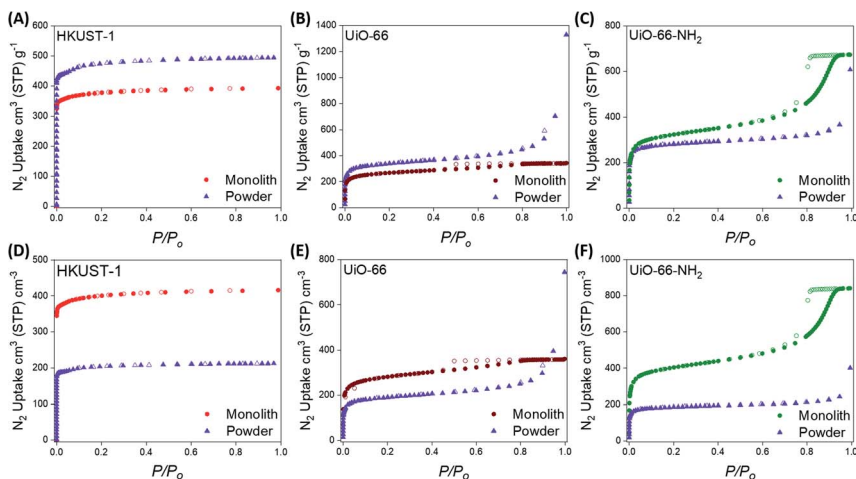 (A)
HKUST-1
N₂ Uptake cm³ (STP) g⁻¹
600
500
400
300
200
100
0
Monolith
Powder
0.0 0.2 0.4 0.6 0.8 1.0
P/Pₒ
(B)
UiO-66
N₂ Uptake cm³ (STP) g⁻¹
1400
1200
1000
800
600
400
200
0
Monolith
Powder
0.0 0.2 0.4 0.6 0.8 1.0
P/Pₒ
(C)
UiO-66-NH₂
N₂ Uptake cm³ (STP) g⁻¹
800
600
400
200
0
Monolith
Powder
0.0 0.2 0.4 0.6 0.8 1.0
P/Pₒ
(D)
HKUST-1
N₂ Uptake cm³ (STP) cm⁻³
500
400
300
200
100
0
Monolith
Powder
0.0 0.2 0.4 0.6 0.8 1.0
P/Pₒ
(E)
UiO-66
N₂ Uptake cm³ (STP) cm⁻³
800
600
400
200
0
Monolith
Powder
0.0 0.2 0.4 0.6 0.8 1.0
P/Pₒ
(F)
UiO-66-NH₂
N₂ Uptake cm³ (STP) cm⁻³
1000
800
600
400
200
0
Monolith
Powder
0.0 0.2 0.4 0.6 0.8 1.0
P/Pₒ